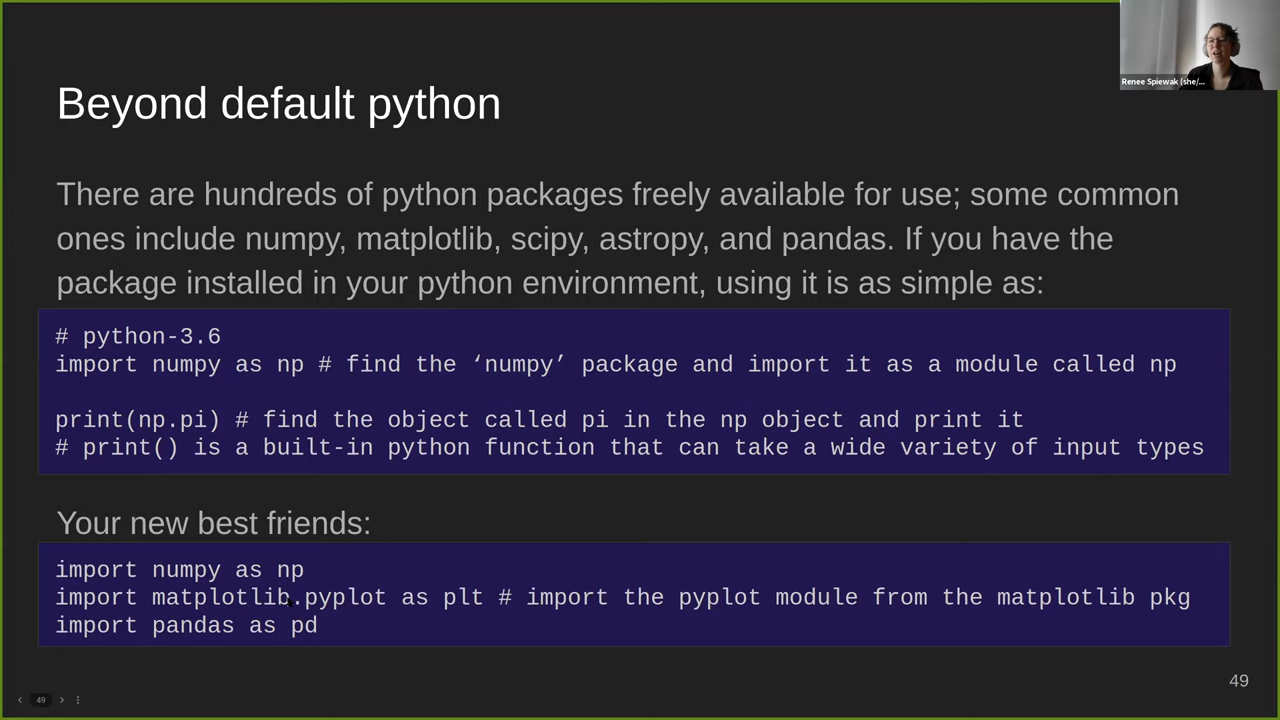 Renee Spiewak (she/...
Beyond default python
There are hundreds of python packages freely available for use; some common
ones include numpy, matplotlib, scipy, astropy, and pandas. If you have the
package installed in your python environment, using it is as simple as:
# python-3.6
import numpy as np # find the ‘numpy’ package and import it as a module called np
print(np.pi) # find the object called pi in the np object and print it
# print() is a built-in python function that can take a wide variety of input types
Your new best friends:
import numpy as np
import matplotlib.pyplot as plt # import the pyplot module from the matplotlib pkg
import pandas as pd
49
49